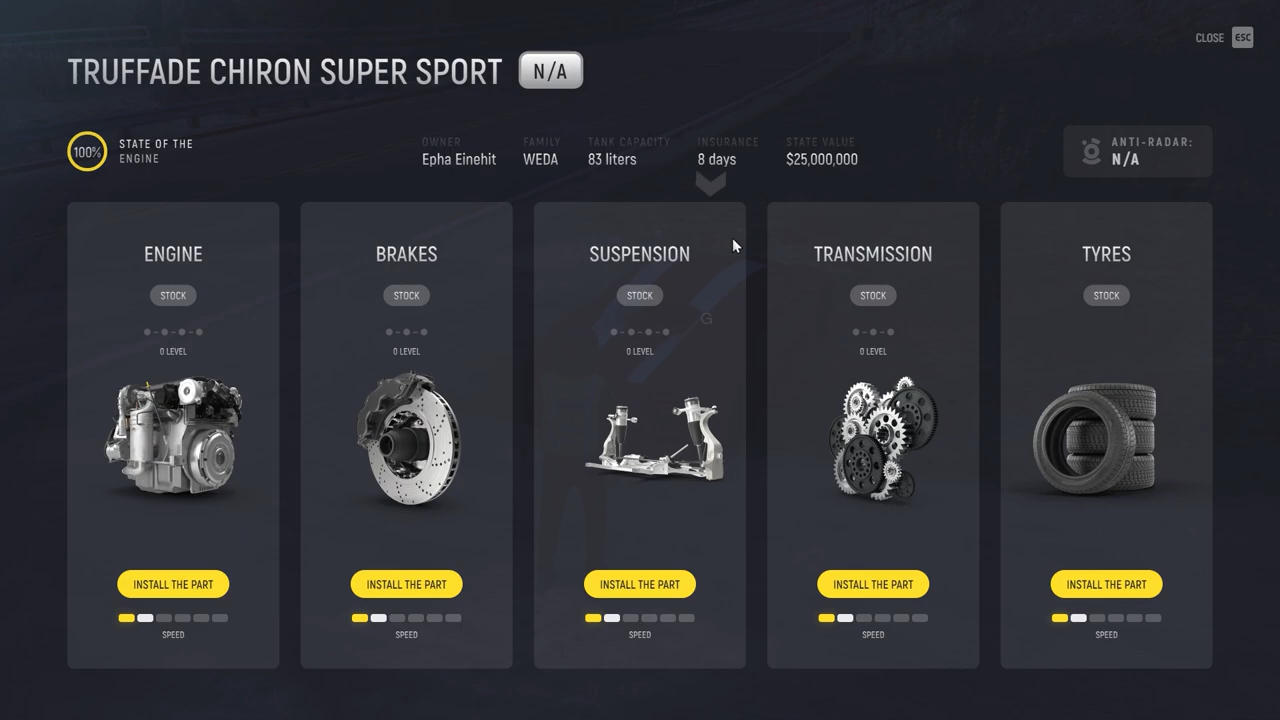 CLOSE ESC
TRUFFADE CHIRON SUPER SPORT N/A
100%
STATE OF THE
ENGINE
OWNER
Epha Einehit
FAMILY
WEDA
TANK CAPACITY
83 liters
INSURANCE
8 days
STATE VALUE
$25,000,000
ANTI-RADAR:
N/A
ENGINE
STOCK
0 LEVEL
INSTALL THE PART
SPEED
BRAKES
STOCK
0 LEVEL
INSTALL THE PART
SPEED
SUSPENSION
STOCK
G
0 LEVEL
INSTALL THE PART
SPEED
TRANSMISSION
STOCK
0 LEVEL
INSTALL THE PART
SPEED
TYRES
STOCK
INSTALL THE PART
SPEED